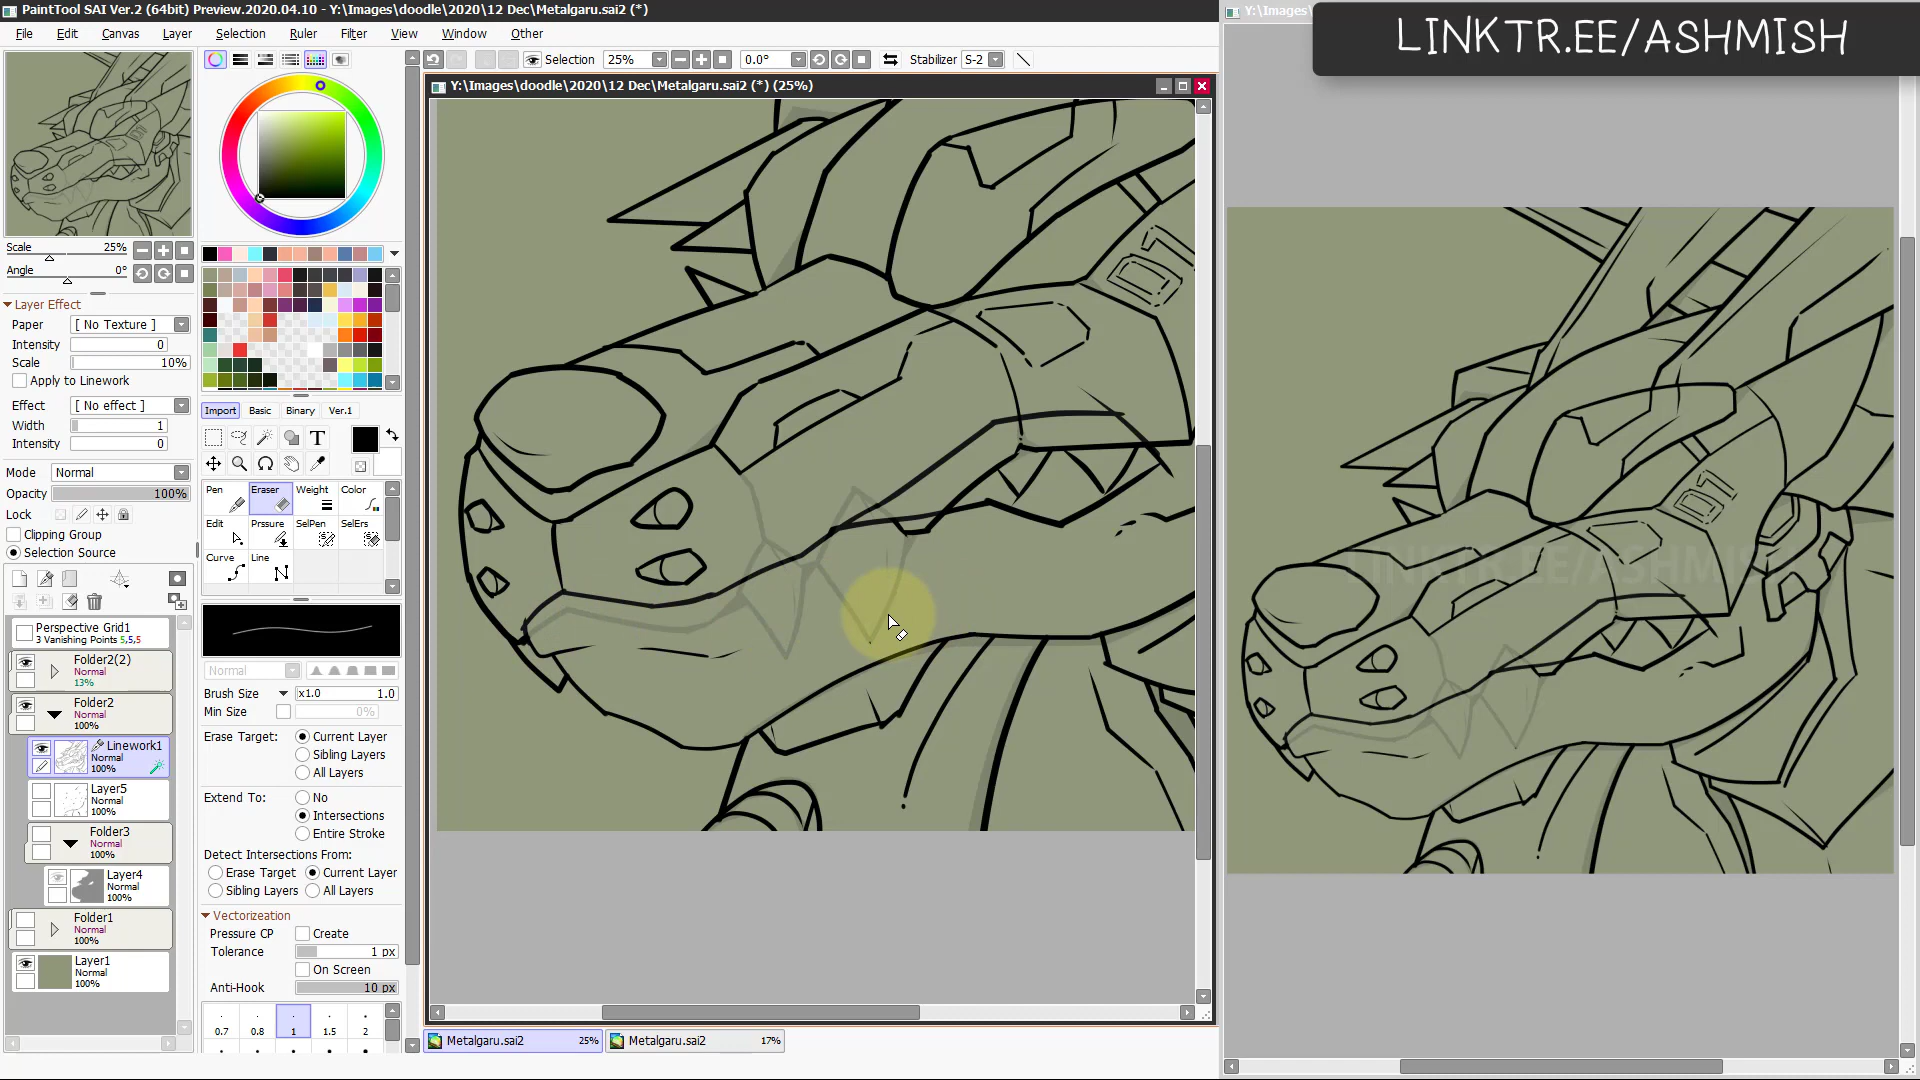 PaintTool SAI Ver.2 (64bit) Preview.2020.04.10 - Y:\Images\doodle\2020\12 Dec\Metalgaru.sai2 (*)
Y:\Images
LINKTR.EE/ASHMISH
File Edit Canvas Layer Selection Ruler Filter View Window Other
Selection 25% 0.0° Stabilizer S-2
Y:\Images\doodle\2020\12 Dec\Metalgaru.sai2 (*) (25%)
Scale 25%
Angle 0°
Layer Effect
Paper [ No Texture ]
Intensity 0
Scale 10%
Apply to Linework
Effect [ No effect ]
Width 1
Intensity 0
Mode Normal
Opacity 100%
Lock
Clipping Group
Selection Source
Perspective Grid1
3 Vanishing Points 5,5,5
Folder2(2)
Normal
13%
Folder2
Normal
100%
Linework1
Normal
100%
Layer5
Normal
100%
Folder3
Normal
100%
Layer4
Normal
100%
Folder1
Normal
100%
Layer1
Normal
100%
Import Basic Binary Ver.1
T
Pen Eraser Weight Color
Edit Prssure SelPen SelErs
Curve Line
Normal
Brush Size x1.0 1.0
Min Size 0%
Erase Target: Current Layer
Sibling Layers
All Layers
Extend To: No
Intersections
Entire Stroke
Detect Intersections From:
Erase Target Current Layer
Sibling Layers All Layers
Vectorizeation
Pressure CP Create
Tolerance 1 px
On Screen
Anti-Hook 10 px
0.7 0.8 1 1.5 2
01
01
LINKTR.EE/ASHMISH
Metalgaru.sai2 25% Metalgaru.sai2 17%